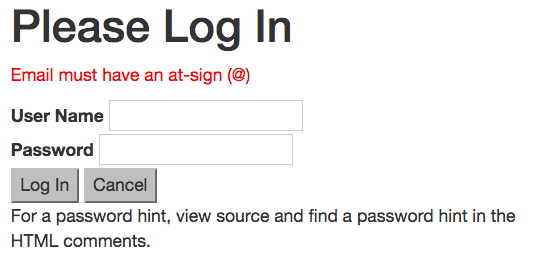 Please Log In
Email must have an at-sign (@)
User Name
Password
Log In Cancel
For a password hint, view source and find a password hint in the
HTML comments.